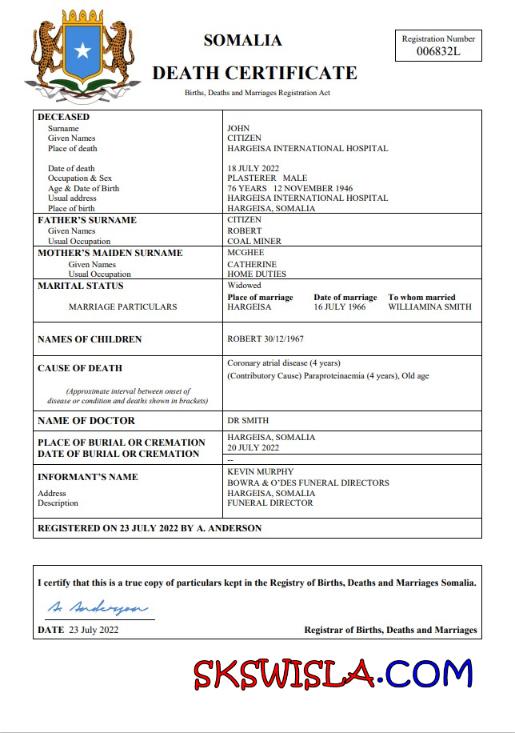 SOMALIA
DEATH CERTIFICATE
Births, Deaths and Marriages Registration Act
Registration Number
006832L
DECEASED
Surname JOHN
Given Names CITIZEN
Place of death HARGEISA INTERNATIONAL HOSPITAL
Date of death 18 JULY 2022
Occupation & Sex PLASTERER MALE
Age & Date of Birth 76 YEARS 12 NOVEMBER 1946
Usual address HARGEISA INTERNATIONAL HOSPITAL
Place of birth HARGEISA, SOMALIA
FATHER'S SURNAME CITIZEN
Given Names ROBERT
Usual Occupation COAL MINER
MOTHER'S MAIDEN SURNAME MCGHEE
Given Names CATHERINE
Usual Occupation HOME DUTIES
MARITAL STATUS Widowed
Place of marriage Date of marriage To whom married
MARRIAGE PARTICULARS HARGEISA 16 JULY 1966 WILLIAMINA SMITH
NAMES OF CHILDREN ROBERT 30/12/1967
CAUSE OF DEATH Coronary atrial disease (4 years)
(Contributory Cause) Paraproteinaemia (4 years), Old age
(Approximate interval between onset of
disease or condition and deaths shown in brackets)
NAME OF DOCTOR DR SMITH
PLACE OF BURIAL OR CREMATION HARGEISA, SOMALIA
DATE OF BURIAL OR CREMATION 20 JULY 2022
--
INFORMANT'S NAME KEVIN MURPHY
BOWRA & O'DES FUNERAL DIRECTORS
Address HARGEISA, SOMALIA
Description FUNERAL DIRECTOR
REGISTERED ON 23 JULY 2022 BY A. ANDERSON
I certify that this is a true copy of particulars kept in the Registry of Births, Deaths and Marriages Somalia.
A. Anderson
DATE 23 July 2022 Registrar of Births, Deaths and Marriages
SKSWISLA.COM